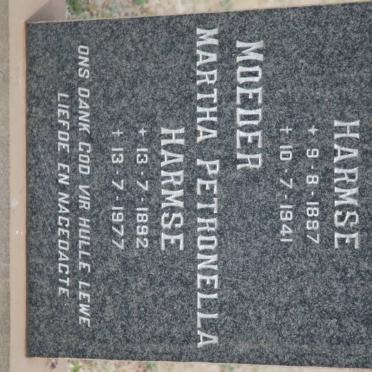 HARMSE
+ 9 · 8 · 1897
+ 10 · 7 · 1941
MOEDER
MARTHA PETRONELLA
HARMSE
+ 13 · 7 · 1892
+ 13 · 7 · 1977
ONS DANK GOD VIR HULLE LEWE
LIEFDE EN NAGEDAGTE